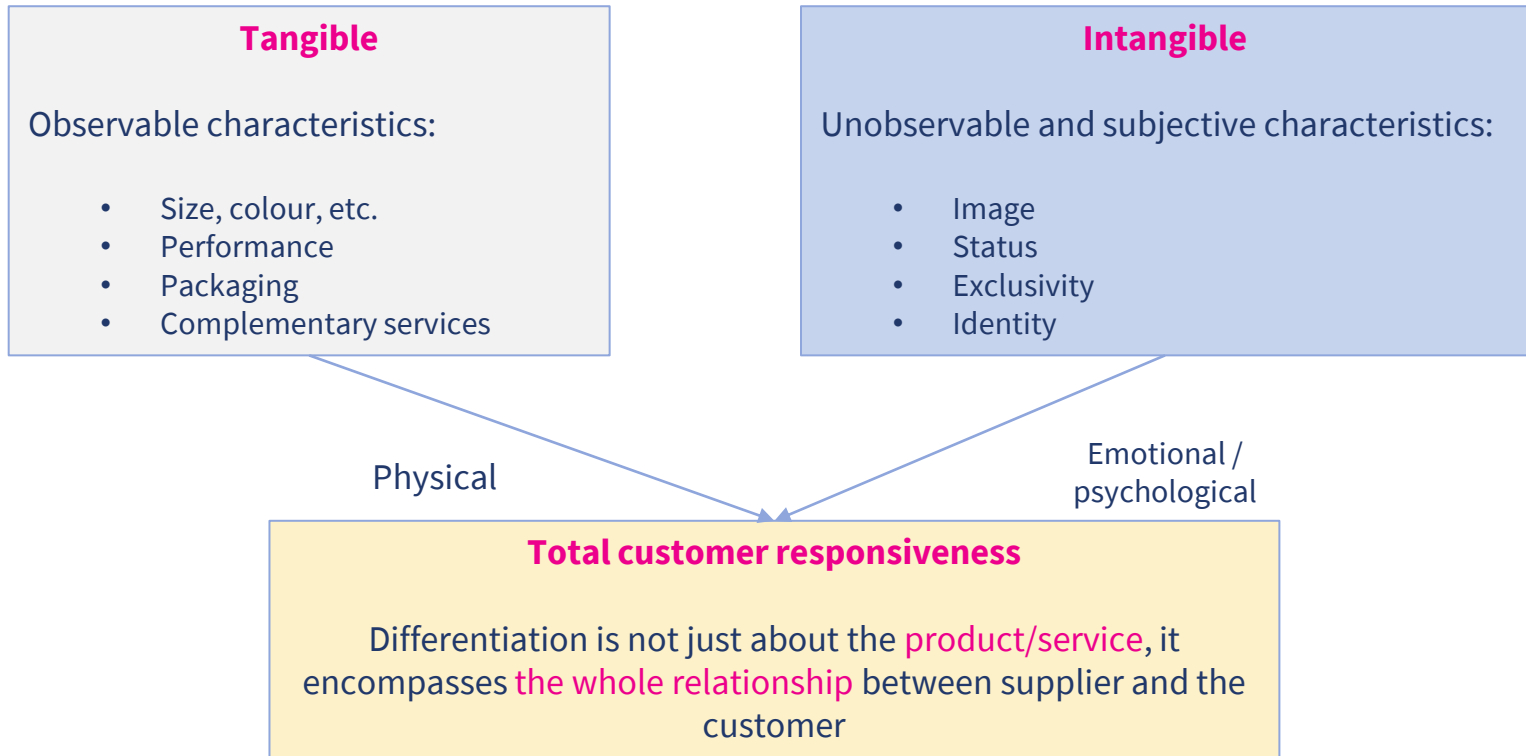 Tangible
Observable characteristics:
• Size, colour, etc.
• Performance
• Packaging
• Complementary services
Intangible
Unobservable and subjective characteristics:
• Image
• Status
• Exclusivity
• Identity
Physical
Emotional /
psychological
Total customer responsiveness
Differentiation is not just about the product/service, it
encompasses the whole relationship between supplier and the
customer